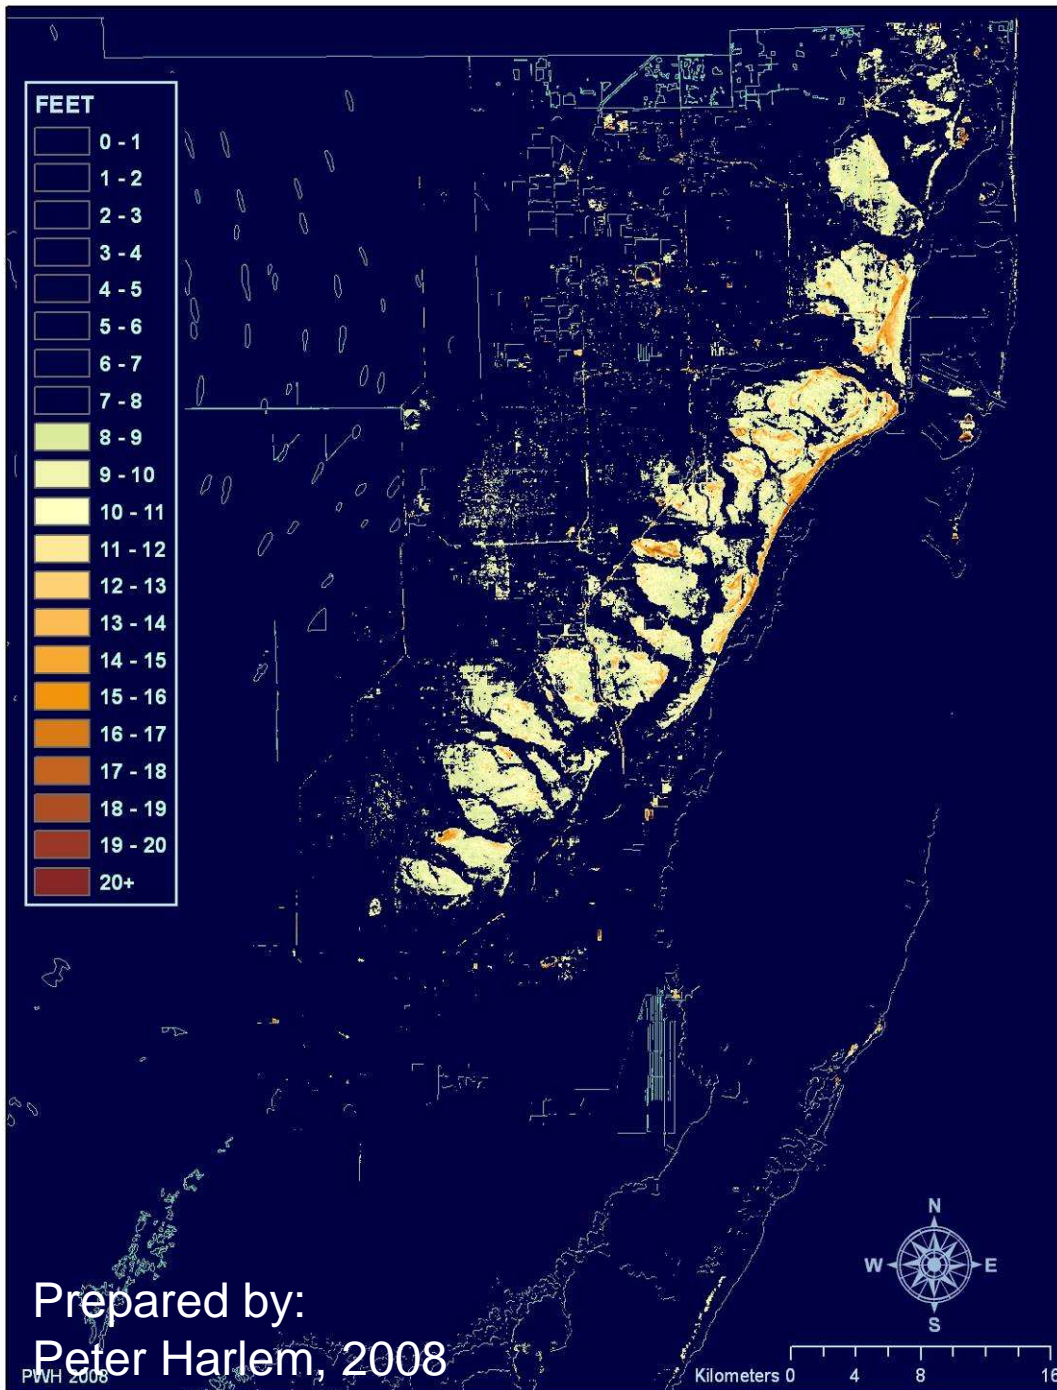 FEET
0 - 1
1 - 2
2 - 3
3 - 4
4 - 5
5 - 6
6 - 7
7 - 8
8 - 9
9 - 10
10 - 11
11 - 12
12 - 13
13 - 14
14 - 15
15 - 16
16 - 17
17 - 18
18 - 19
19 - 20
20+
N
W E
S
Prepared by:
Peter Harlem, 2008
PWH 2008
Kilometers 0 4 8